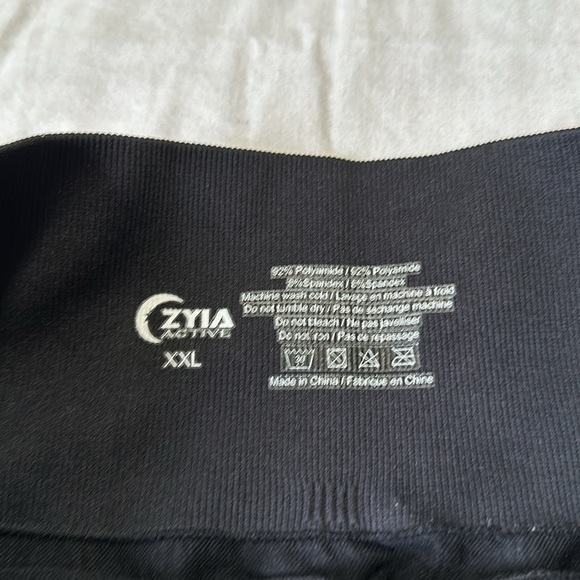 ZYIA
ACTIVE
XXL
92% Polyamide / 92% Polyamide
8%Spandex / 8%Spandex
Machine wash cold / Lavage en machine à froid
Do not tumble dry / Pas de séchage machine
Do not bleach / Ne pas javelliser
Do not iron / Pas de repassage
30
Made in China / Fabriqué en Chine